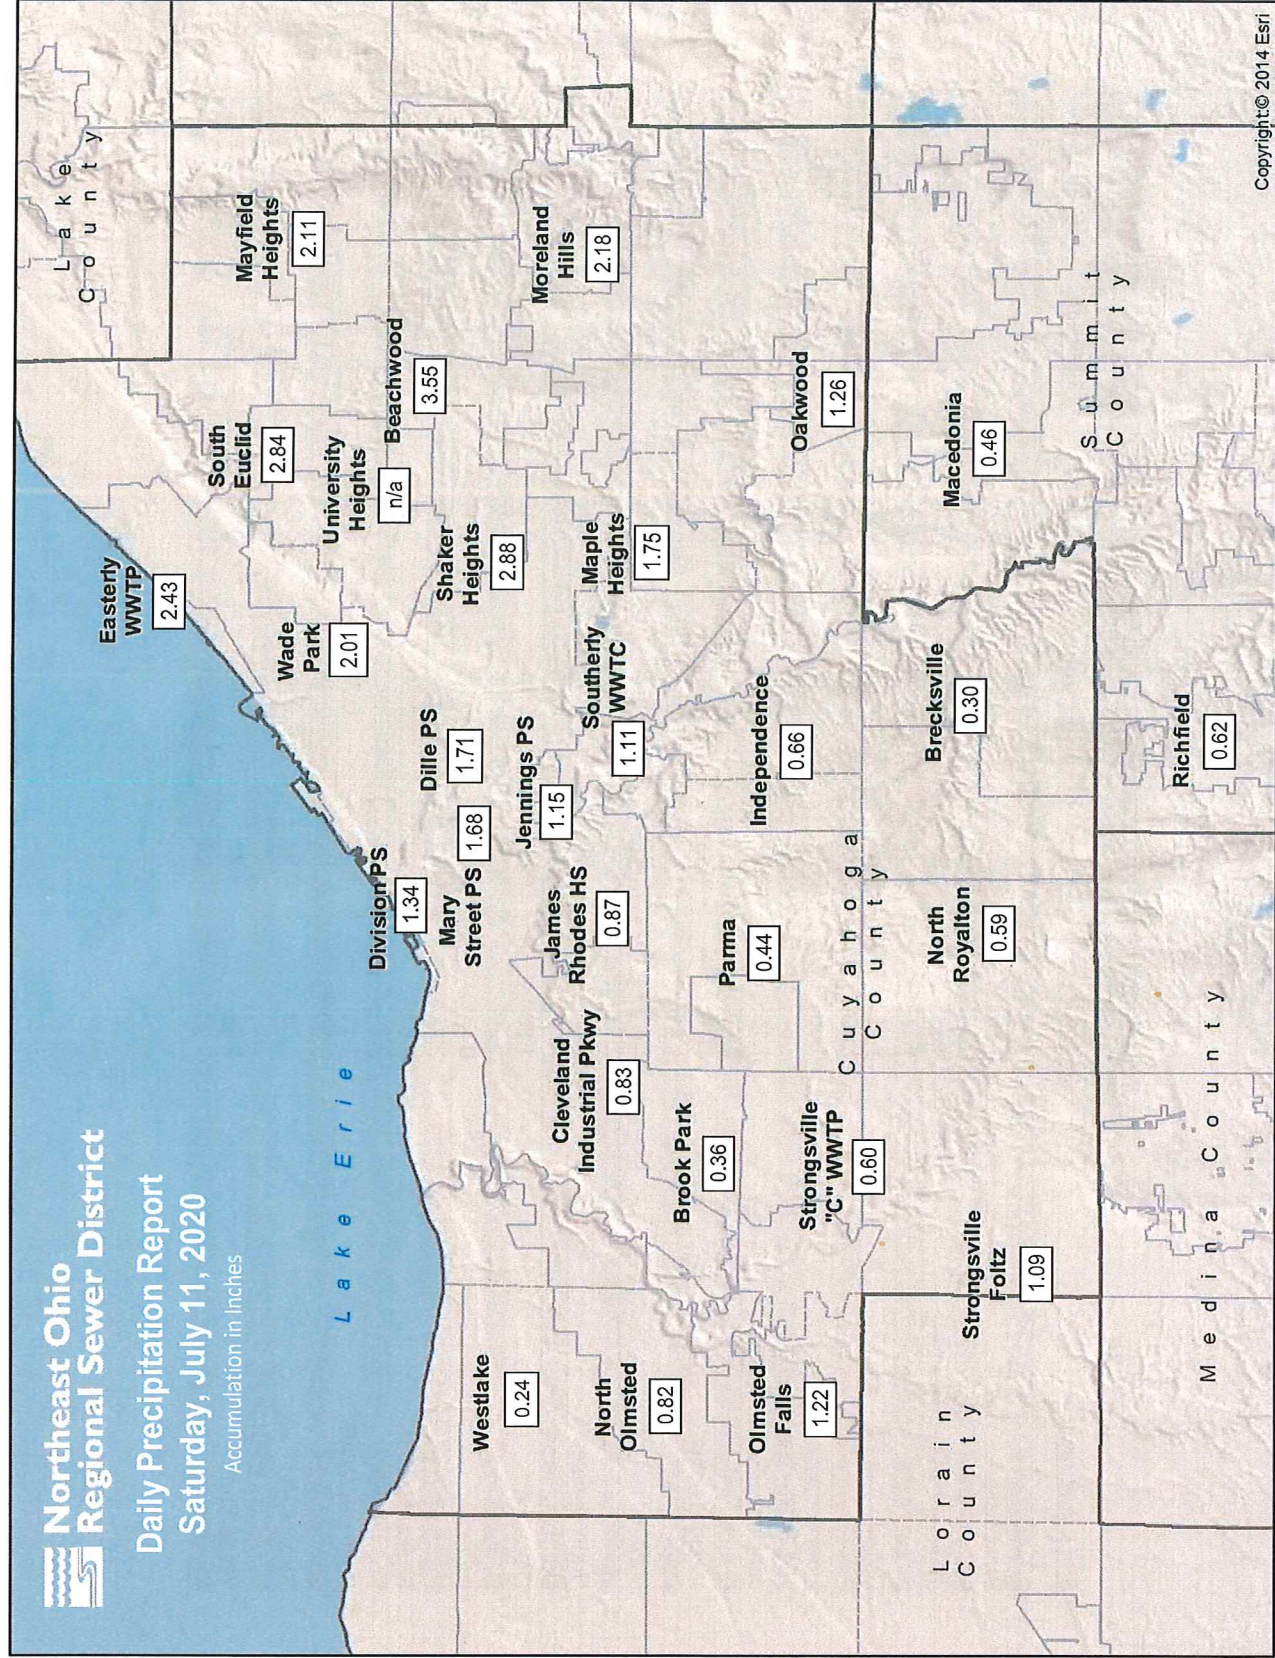 Northeast Ohio
Regional Sewer District
Daily Precipitation Report
Saturday, July 11, 2020
Accumulation in Inches
Lake Erie
Lake
County
Easterly
WWTP
2.43
South
Euclid
2.84
Mayfield
Heights
2.11
Wade
Park
2.01
University
Heights
n/a
Beachwood
3.55
Division PS
1.34
Dille PS
1.71
Shaker
Heights
2.88
Mary
Street PS
1.68
Jennings PS
1.15
Moreland
Hills
2.18
Westlake
0.24
Cleveland
Industrial Pkwy
0.83
James
Rhodes HS
0.87
Southerly
WWTC
1.11
Maple
Heights
1.75
North
Olmsted
0.82
Brook Park
0.36
Parma
0.44
Independence
0.66
Oakwood
1.26
Olmsted
Falls
1.22
Strongsville
"C" WWTP
0.60
Cuyahoga
County
Lorain
County
Strongsville
Foltz
1.09
North
Royalton
0.59
Brecksville
0.30
Macedonia
0.46
Summit
County
Medina County
Richfield
0.62
Copyright:© 2014 Esri